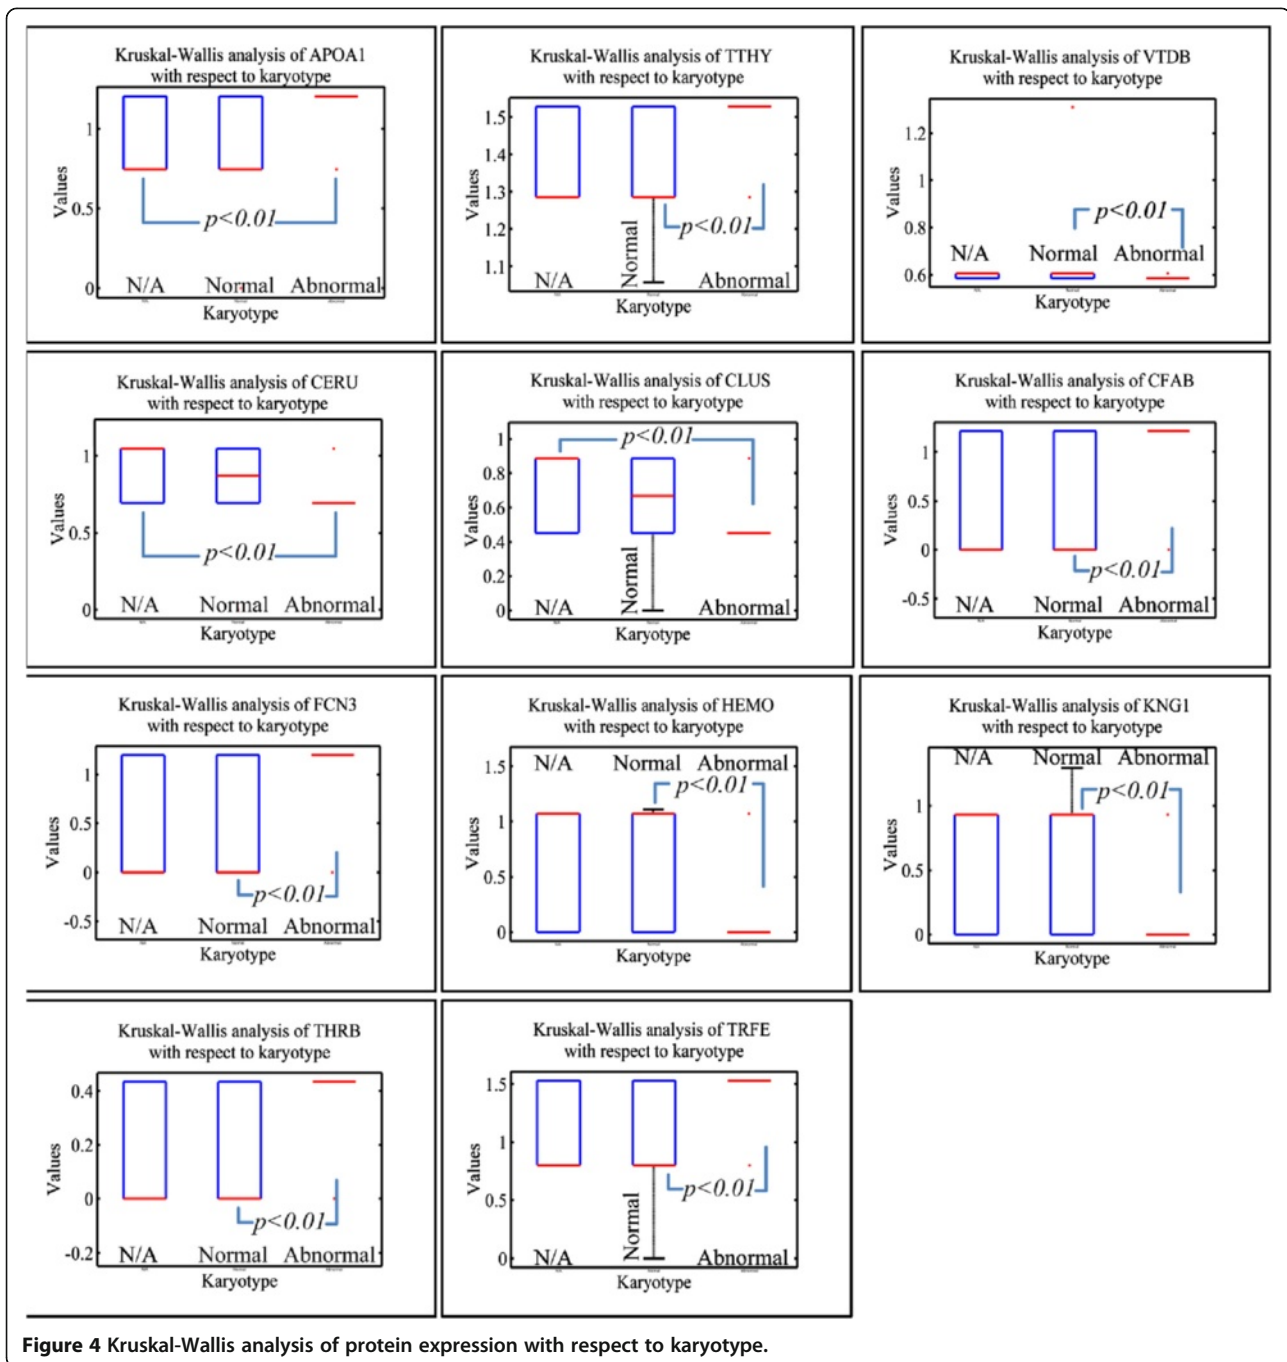 Kruskal-Wallis analysis of APOA1
with respect to karyotype
Values
1
0.5
0
p<0.01
N/A Normal Abnormal
Karyotype
Kruskal-Wallis analysis of TTHY
with respect to karyotype
Values
1.5
1.4
1.3
1.2
1.1
p<0.01
N/A Normal Abnormal
Karyotype
Kruskal-Wallis analysis of VTDB
with respect to karyotype
Values
1.2
1
0.8
0.6
p<0.01
N/A Normal Abnormal
Karyotype
Kruskal-Wallis analysis of CERU
with respect to karyotype
Values
1
0.5
0
p<0.01
N/A Normal Abnormal
Karyotype
Kruskal-Wallis analysis of CLUS
with respect to karyotype
Values
1
0.8
0.6
0.4
0.2
0
p<0.01
N/A Normal Abnormal
Karyotype
Kruskal-Wallis analysis of CFAB
with respect to karyotype
Values
1
0.5
0
-0.5
p<0.01
N/A Normal Abnormal
Karyotype
Kruskal-Wallis analysis of FCN3
with respect to karyotype
Values
1
0.5
0
-0.5
p<0.01
N/A Normal Abnormal
Karyotype
Kruskal-Wallis analysis of HEMO
with respect to karyotype
Values
1.5
1
0.5
0
N/A Normal Abnormal
p<0.01
Karyotype
Kruskal-Wallis analysis of KNG1
with respect to karyotype
Values
1
0.5
0
N/A Normal Abnormal
p<0.01
Karyotype
Kruskal-Wallis analysis of THRB
with respect to karyotype
Values
0.4
0.2
0
-0.2
p<0.01
N/A Normal Abnormal
Karyotype
Kruskal-Wallis analysis of TRFE
with respect to karyotype
Values
1.5
1
0.5
0
p<0.01
N/A Normal Abnormal
Karyotype
Figure 4 Kruskal-Wallis analysis of protein expression with respect to karyotype.